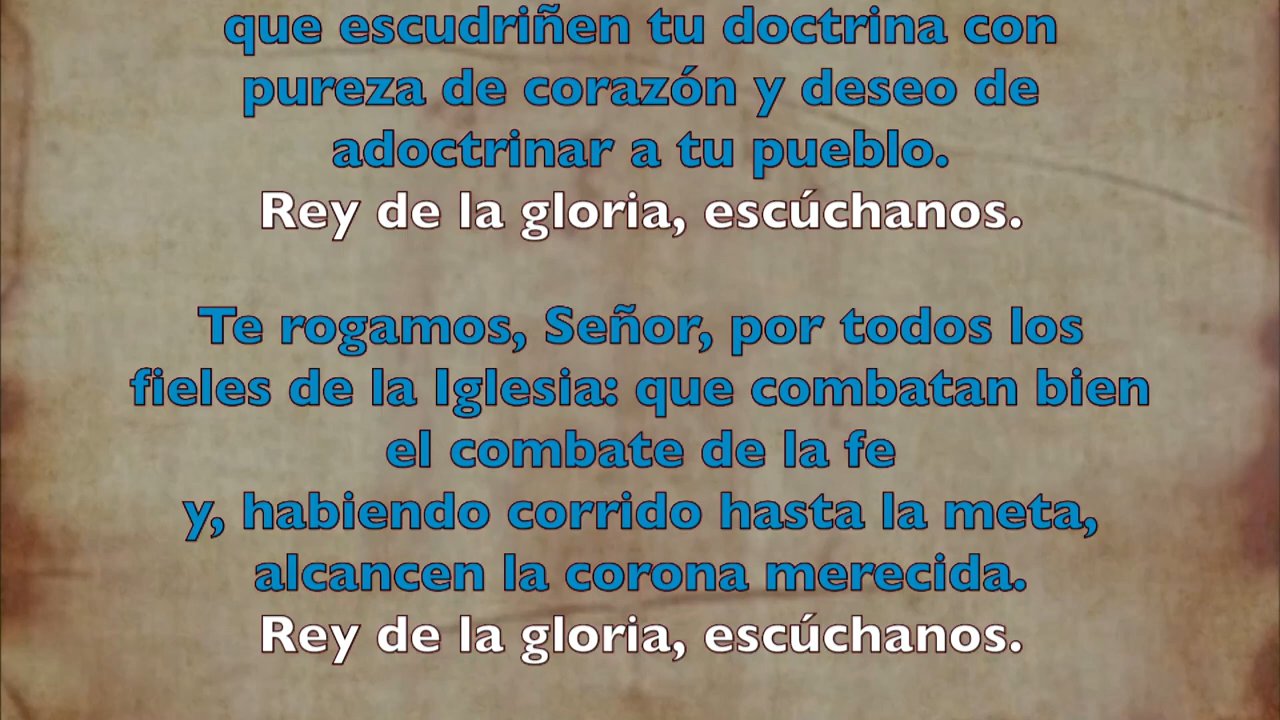 que escudriñen tu doctrina con
pureza de corazón y deseo de
adoctrinar a tu pueblo.
Rey de la gloria, escúchanos.
Te rogamos, Señor, por todos los
fieles de la Iglesia: que combatan bien
el combate de la fe
y, habiendo corrido hasta la meta,
alcancen la corona merecida.
Rey de la gloria, escúchanos.